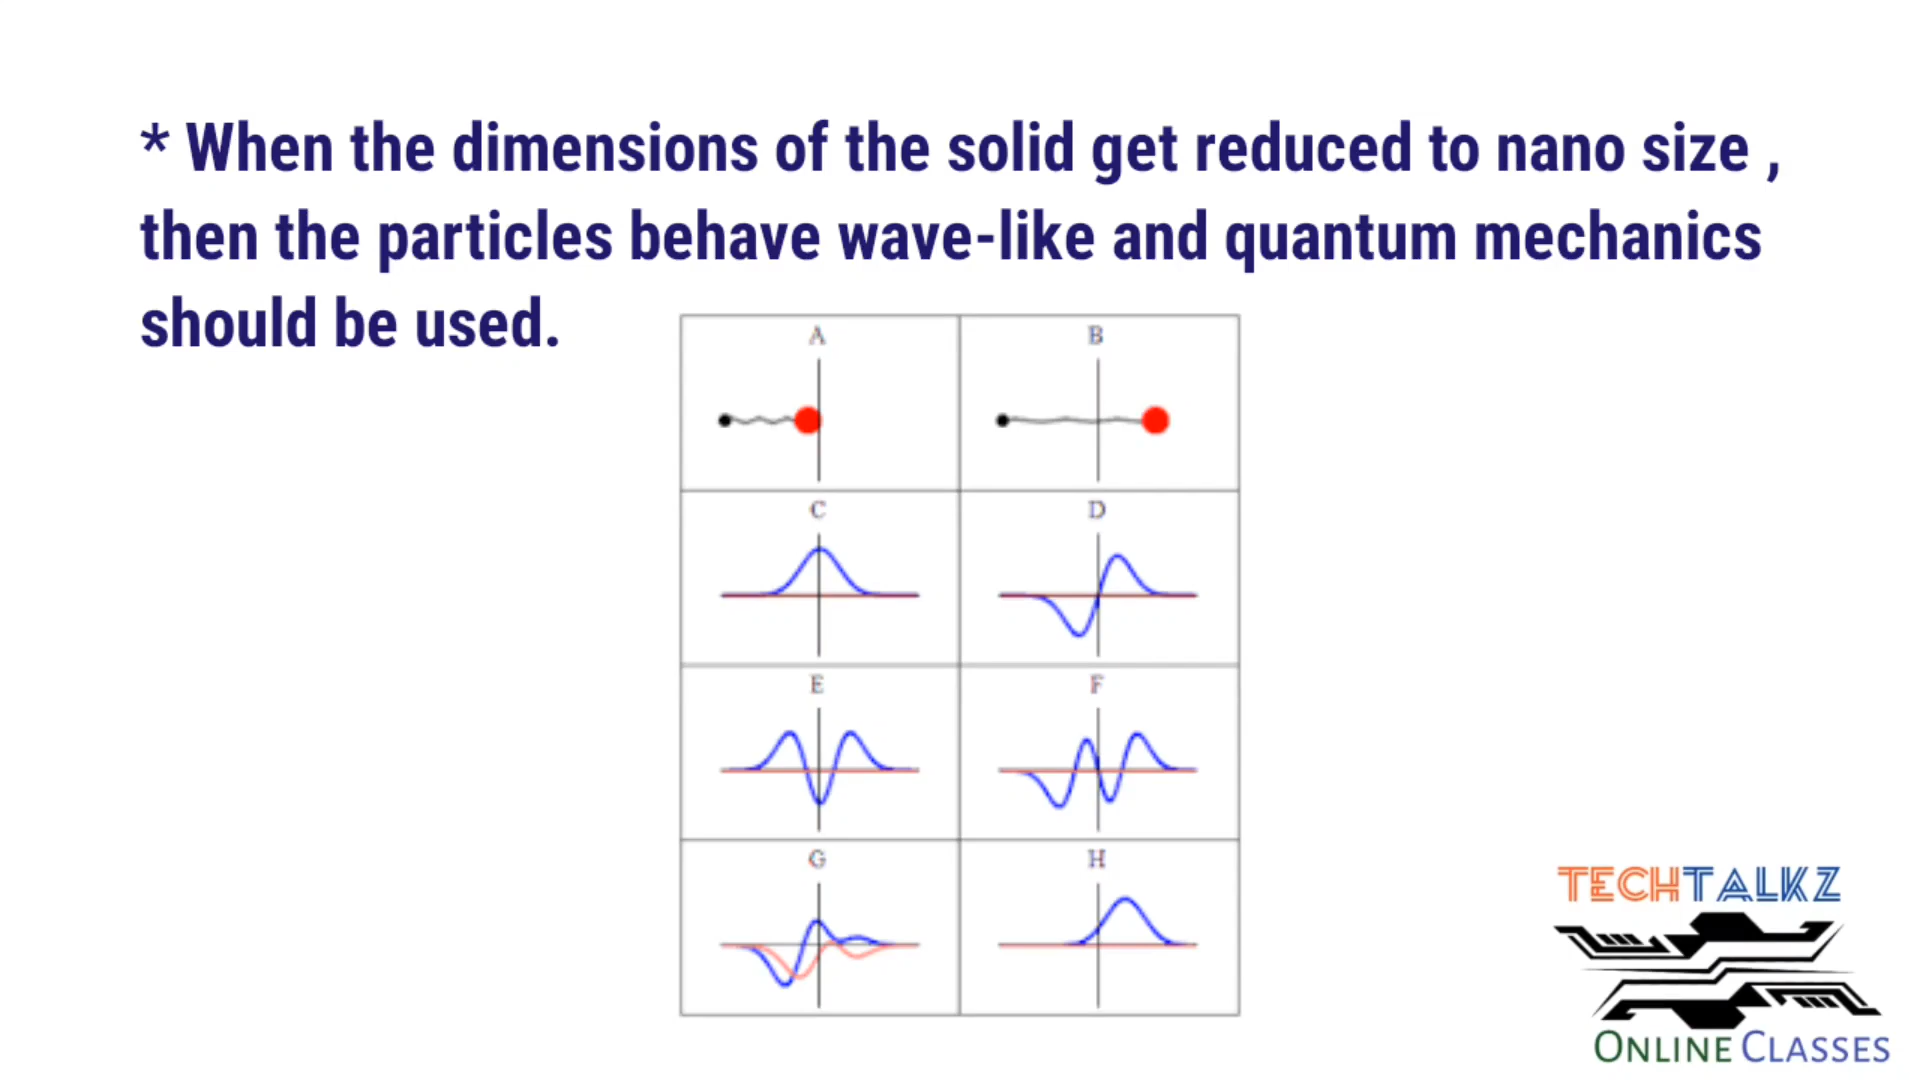 * When the dimensions of the solid get reduced to nano size ,
then the particles behave wave-like and quantum mechanics
should be used.
A
B
C
D
E
F
G
H
TECHTALKZ
ONLINE CLASSES